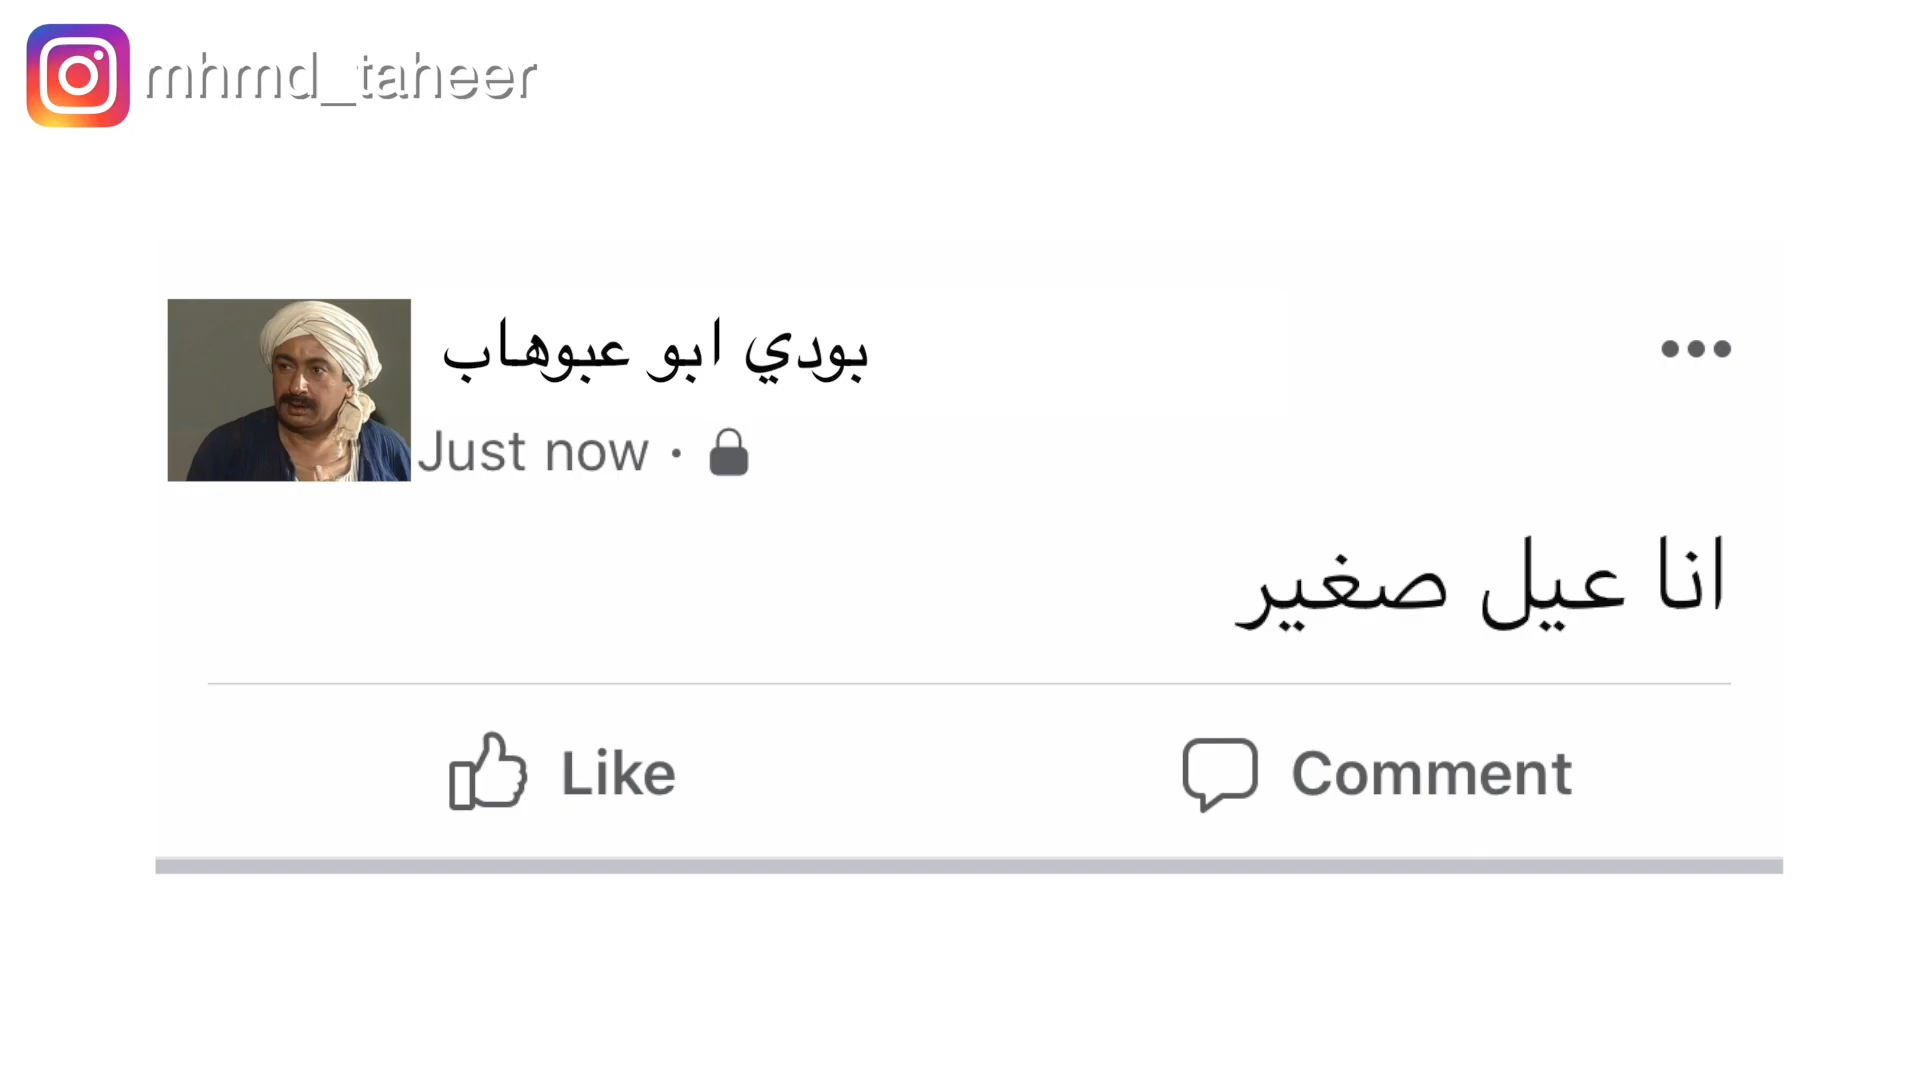 mhmd_taheer
بودي ابو عبوهاب
Just now ·
انا عيل صغير
Like
Comment